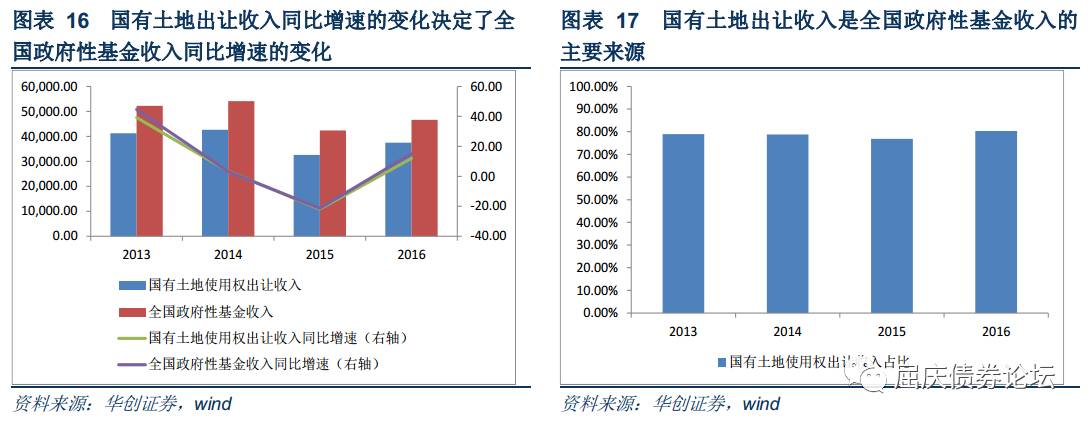 图表 16 国有土地出让收入同比增速的变化决定了全
国政府性基金收入同比增速的变化
60,000.00
50,000.00
40,000.00
30,000.00
20,000.00
10,000.00
0.00
60.00
40.00
20.00
0.00
-20.00
-40.00
2013
2014
2015
2016
国有土地使用权出让收入
全国政府性基金收入
国有土地使用权出让收入同比增速（右轴）
全国政府性基金收入同比增速（右轴）
资料来源：华创证券，wind
图表 17 国有土地出让收入是全国政府性基金收入的
主要来源
100.00%
90.00%
80.00%
70.00%
60.00%
50.00%
40.00%
30.00%
20.00%
10.00%
0.00%
2013
2014
2015
2016
国有土地使用权出让收入占比
屈庆债券论坛
资料来源：华创证券，wind